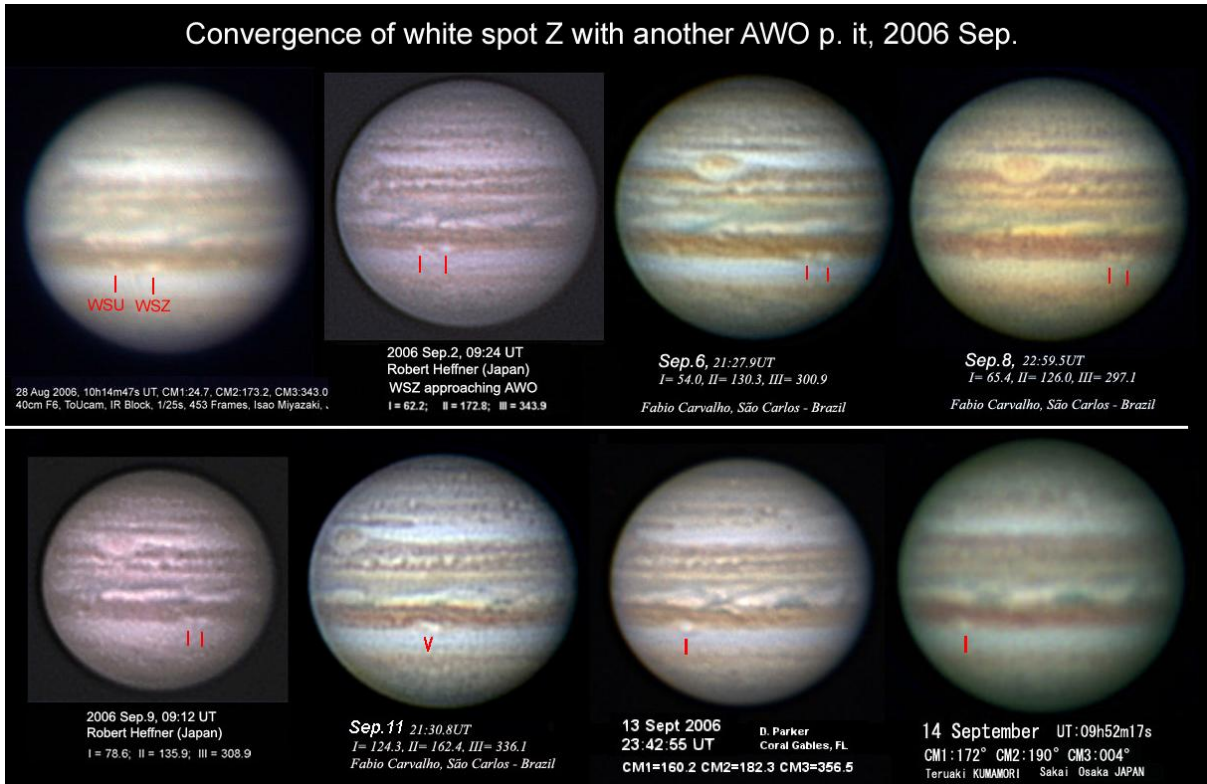 Convergence of white spot Z with another AWO p. it, 2006 Sep.
WSU WSZ
28 Aug 2006, 10h14m47s UT, CM1:24.7, CM2:173.2, CM3:343.0
40cm F6, ToUcam, IR Block, 1/25s, 453 Frames, Isao Miyazaki,
2006 Sep.2, 09:24 UT
Robert Heffner (Japan)
WSZ approaching AWO
I = 62.2; II = 172.8; III = 343.9
Sep.6, 21:27.9UT
I= 54.0, II= 130.3, III= 300.9
Fabio Carvalho, São Carlos - Brazil
Sep.8, 22:59.5UT
I= 65.4, II= 126.0, III= 297.1
Fabio Carvalho, São Carlos - Brazil
2006 Sep.9, 09:12 UT
Robert Heffner (Japan)
I = 78.6; II = 135.9; III = 308.9
V
Sep.11 21:30.8UT
I= 124.3, II= 162.4, III= 336.1
Fabio Carvalho, São Carlos - Brazil
13 Sept 2006
23:42:55 UT
D. Parker
Coral Gables, FL
CM1=160.2 CM2=182.3 CM3=356.5
14 September UT:09h52m17s
CM1:172° CM2:190° CM3:004°
Teruaki KUMAMORI Sakai Osaka JAPAN